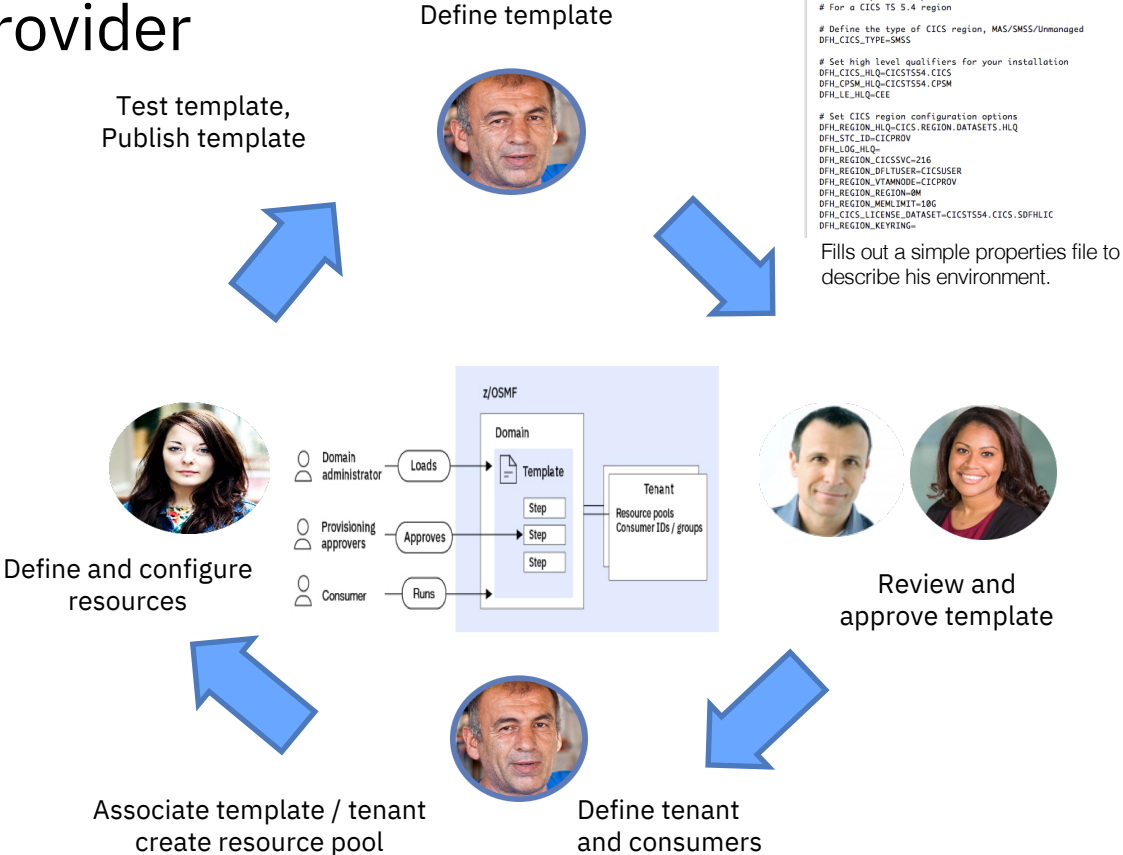 rovider
Define template
# For a CICS TS 5.4 region
# Define the type of CICS region, MAS/SMSS/Unmanaged
DFH_CICS_TYPE=SMSS
# Set high level qualifiers for your installation
DFH_CICS_HLQ=CICSTS54.CICS
DFH_CPSM_HLQ=CICSTS54.CPSM
DFH_LE_HLQ=CEE
# Set CICS region configuration options
DFH_REGION_HLQ=CICS.REGION.DATASETS.HLQ
DFH_STC_ID=CICPROV
DFH_LOG_HLQ=
DFH_REGION_CICSSVC=216
DFH_REGION_DFLTUSER=CICSUSER
DFH_REGION_VTAMNODE=CICPROV
DFH_REGION_REGION=0M
DFH_REGION_MEMLIMIT=10G
DFH_CICS_LICENSE_DATASET=CICSTS54.CICS.SDFHLIC
DFH_REGION_KEYRING=
Fills out a simple properties file to
describe his environment.
Test template,
Publish template
z/OSMF
Domain
Domain
administrator
Loads
Template
Step
Step
Step
Provisioning
approvers
Approves
Consumer
Runs
Tenant
Resource pools
Consumer IDs / groups
Define and configure
resources
Review and
approve template
Associate template / tenant
create resource pool
Define tenant
and consumers